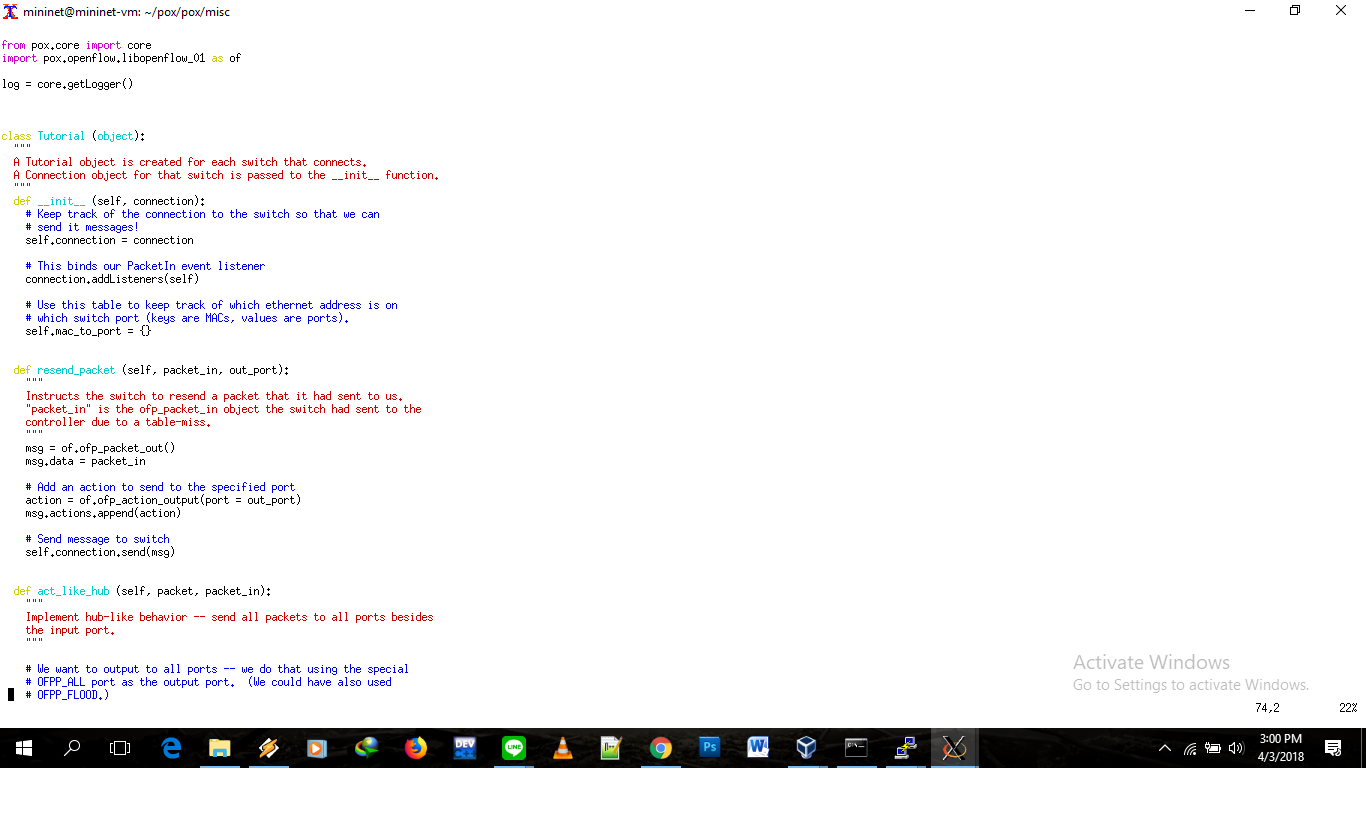 mininet@mininet-vm: ~/pox/pox/misc
from pox.core import core
import pox.openflow.libopenflow_01 as of
log = core.getLogger()
class Tutorial (object):
"""
A Tutorial object is created for each switch that connects.
A Connection object for that switch is passed to the __init__ function.
"""
def __init__ (self, connection):
# Keep track of the connection to the switch so that we can
# send it messages!
self.connection = connection
# This binds our PacketIn event listener
connection.addListeners(self)
# Use this table to keep track of which ethernet address is on
# which switch port (keys are MACs, values are ports).
self.mac_to_port = {}
def resend_packet (self, packet_in, out_port):
"""
Instructs the switch to resend a packet that it had sent to us.
"packet_in" is the ofp_packet_in object the switch had sent to the
controller due to a table-miss.
"""
msg = of.ofp_packet_out()
msg.data = packet_in
# Add an action to send to the specified port
action = of.ofp_action_output(port = out_port)
msg.actions.append(action)
# Send message to switch
self.connection.send(msg)
def act_like_hub (self, packet, packet_in):
"""
Implement hub-like behavior -- send all packets to all ports besides
the input port.
"""
# We want to output to all ports -- we do that using the special
# OFPP_ALL port as the output port.  (We could have also used
# OFPP_FLOOD.)
Activate Windows
Go to Settings to activate Windows.
74,2 22%
DEV
LINE
Ps
W
3:00 PM
4/3/2018